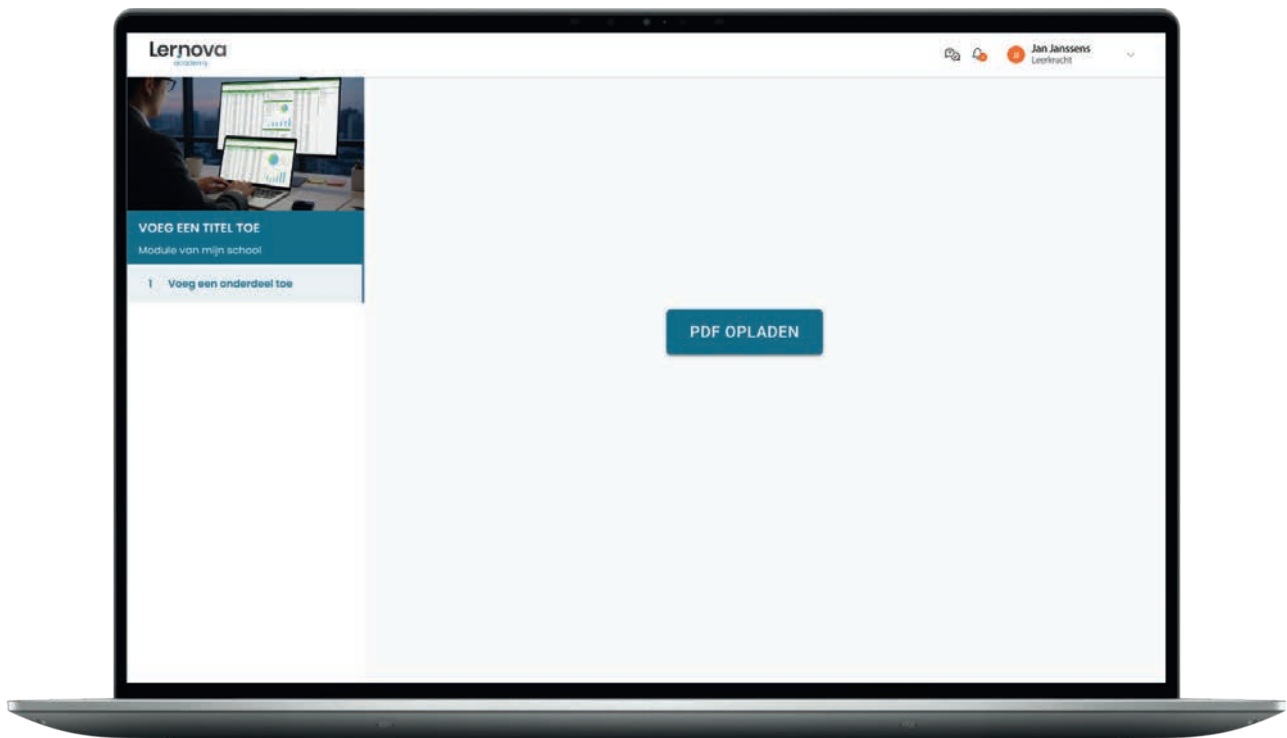 Lernova
academy
Jan Janssens
Leerkracht
VOEG EEN TITEL TOE
Module van mijn school
1 Voeg een onderdeel toe
PDF OPLADEN